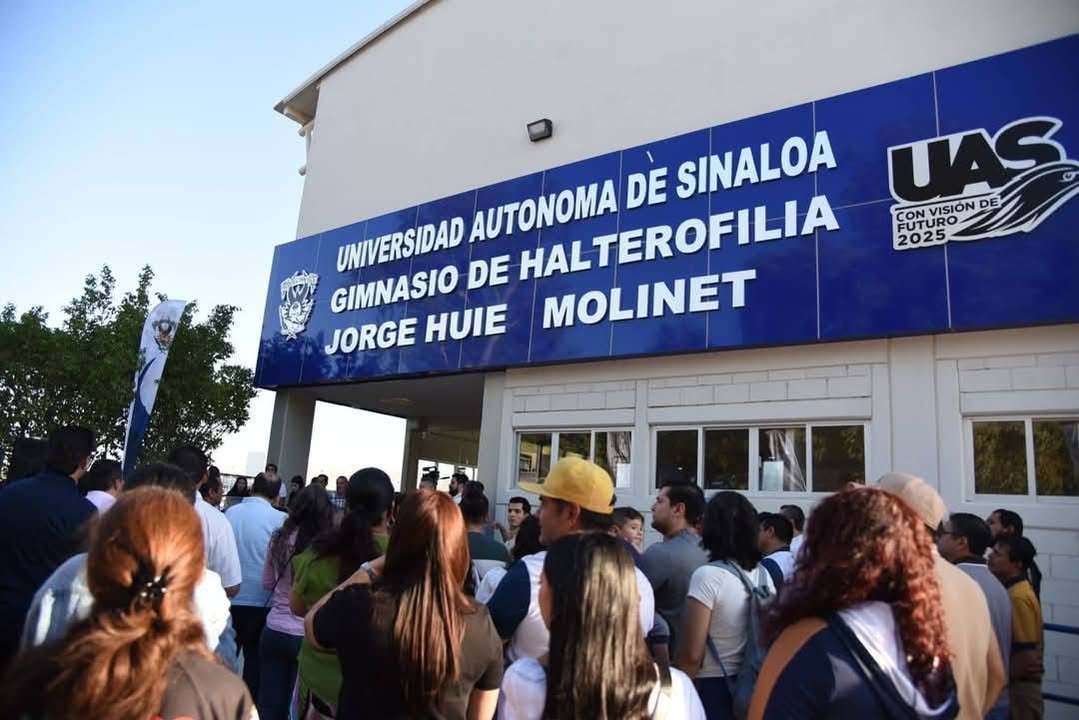 UNIVERSIDAD AUTONOMA DE SINALOA
GIMNASIO DE HALTEROFILIA
JORGE HUIE MOLINET
UAS
CON VISIÓN DE
FUTURO
2025